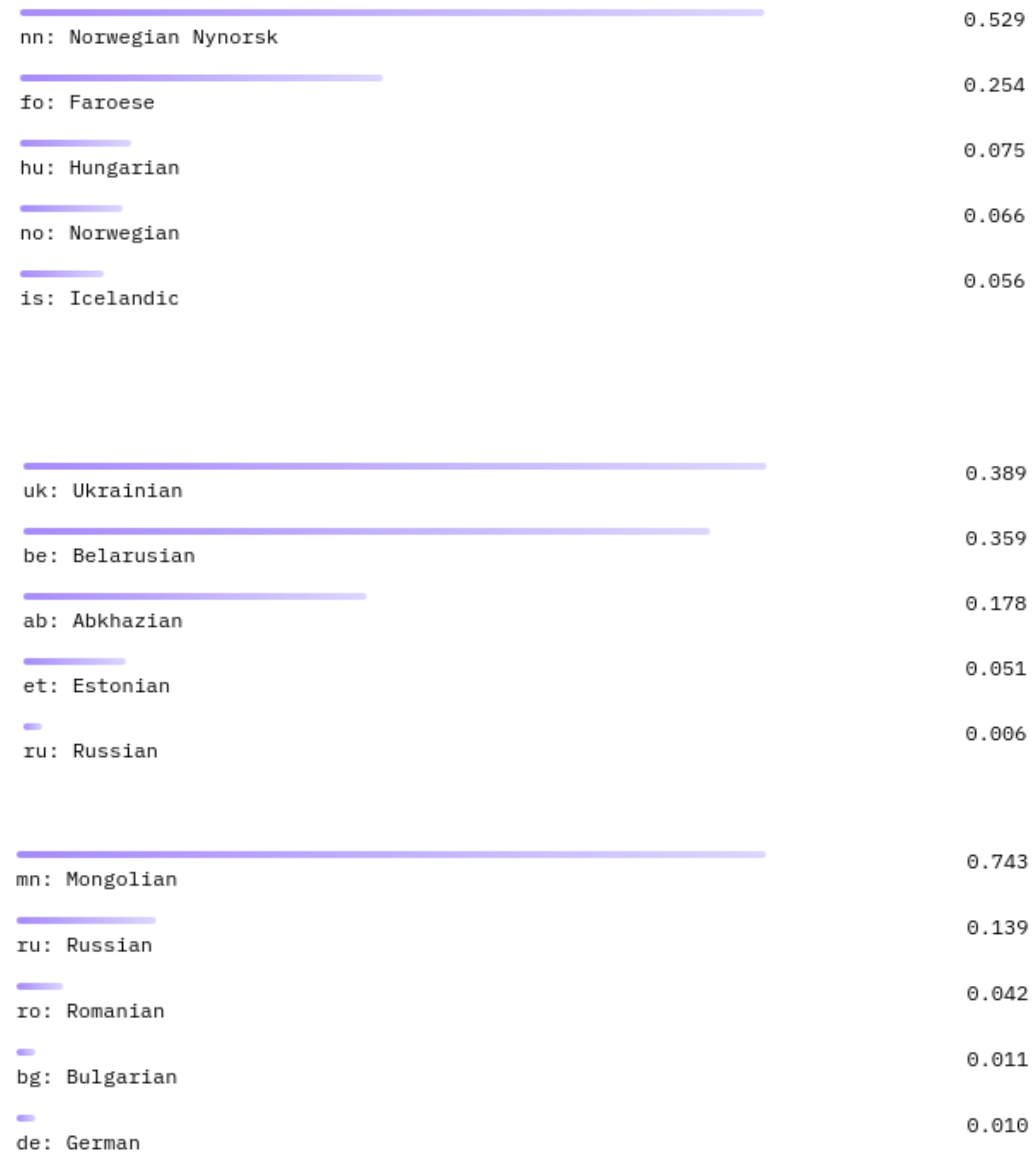 0.529
nn: Norwegian Nynorsk
0.254
fo: Faroese
0.075
hu: Hungarian
0.066
no: Norwegian
0.056
is: Icelandic
0.389
uk: Ukrainian
0.359
be: Belarusian
0.178
ab: Abkhazian
0.051
et: Estonian
0.006
ru: Russian
0.743
mn: Mongolian
0.139
ru: Russian
0.042
ro: Romanian
0.011
bg: Bulgarian
0.010
de: German